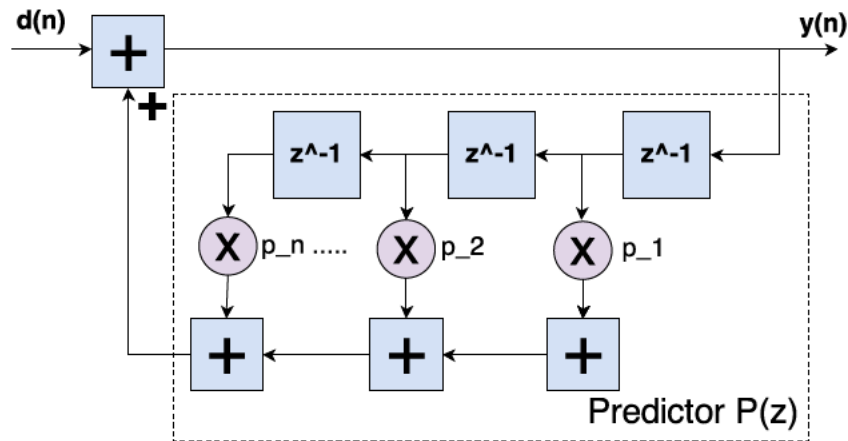 d(n) y(n)
+
+
z^-1 z^-1 z^-1
X p_n ..... X p_2 X p_1
+ + +
Predictor P(z)